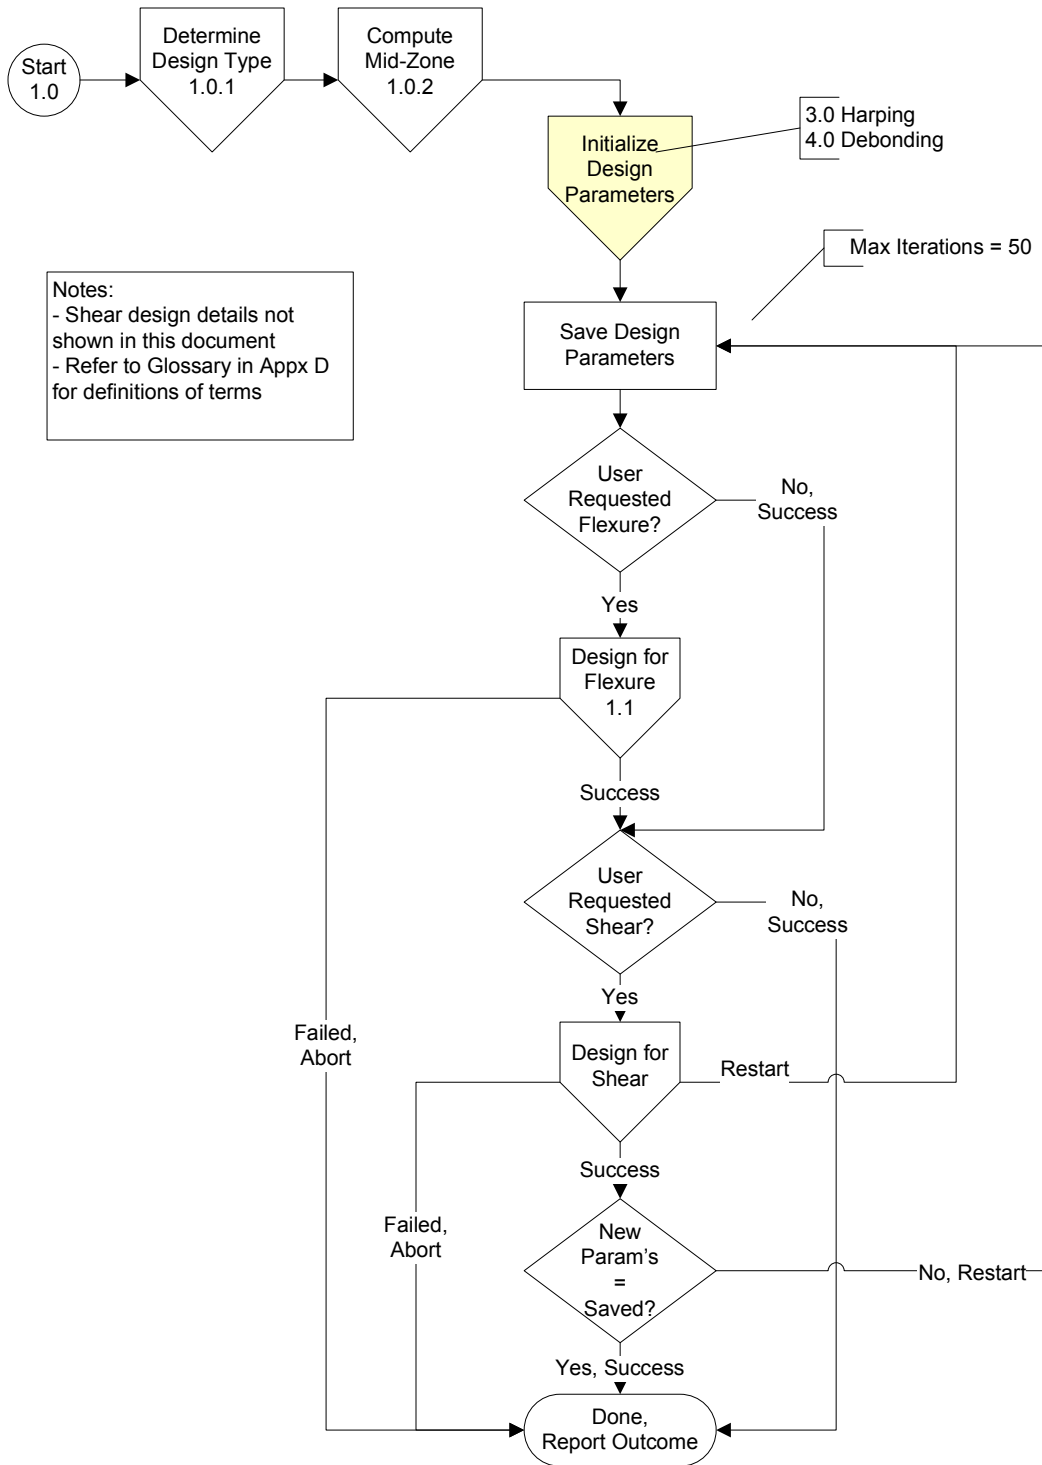 Start
1.0
Determine
Design Type
1.0.1
Compute
Mid-Zone
1.0.2
Initialize
Design
Parameters
3.0 Harping
4.0 Debonding
Max Iterations = 50
Notes:
- Shear design details not
shown in this document
- Refer to Glossary in Appx D
for definitions of terms
Save Design
Parameters
User
Requested
Flexure?
No,
Success
Yes
Design for
Flexure
1.1
Success
User
Requested
Shear?
No,
Success
Yes
Failed,
Abort
Design for
Shear
Restart
Success
Failed,
Abort
New
Param's
=
Saved?
No, Restart
Yes, Success
Done,
Report Outcome